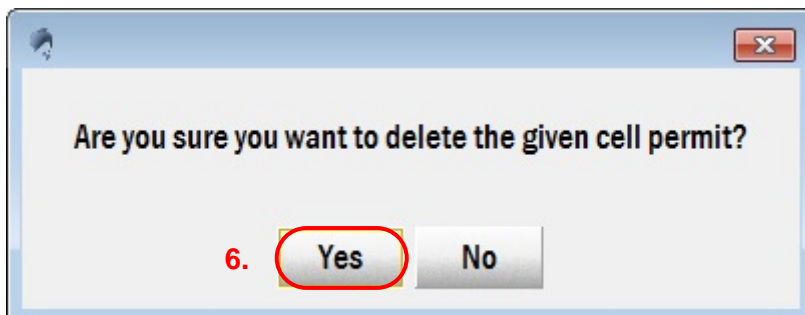 Are you sure you want to delete the given cell permit?
6. Yes No